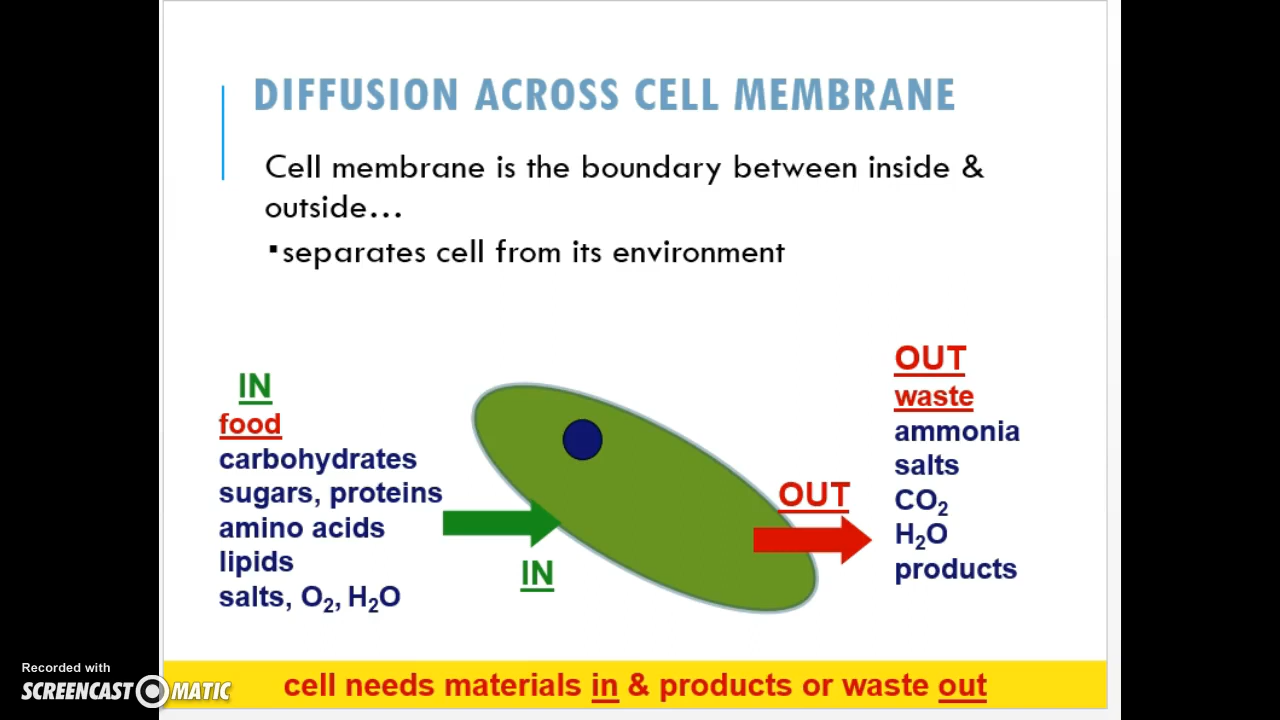 DIFFUSION ACROSS CELL MEMBRANE
Cell membrane is the boundary between inside &
outside...
▪separates cell from its environment
IN
food
carbohydrates
sugars, proteins
amino acids
lipids
salts, O₂, H₂O
IN
OUT
OUT
waste
ammonia
salts
CO₂
H₂O
products
cell needs materials in & products or waste out
Recorded with
SCREENCAST-O-MATIC